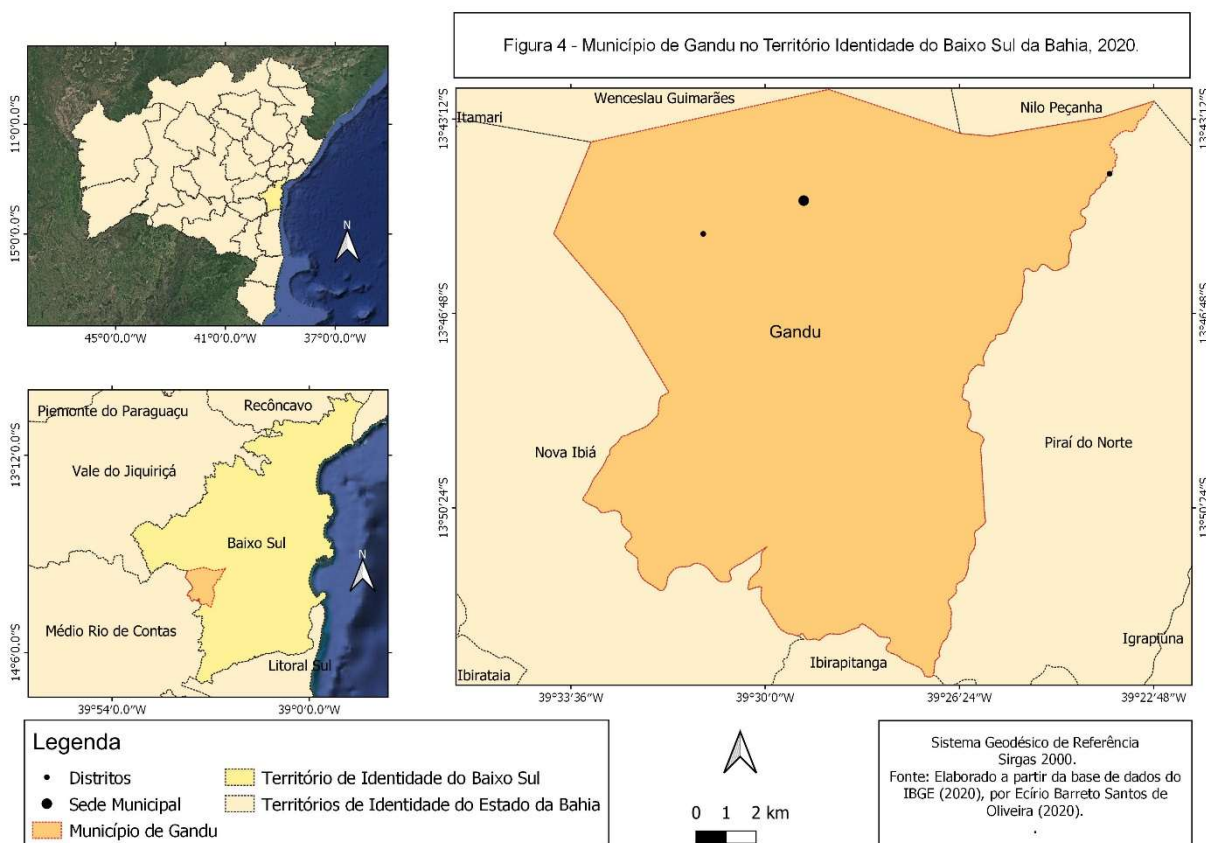 Figura 4 - Município de Gandu no Território Identidade do Baixo Sul da Bahia, 2020.
11°0'0.0"S
15°0'0.0"S
N
45°0'0.0"W
41°0'0.0"W
37°0'0.0"W
Piemonte do Paraguaçu
Recôncavo
Vale do Jiquiriçá
Baixo Sul
Médio Rio de Contas
Litoral Sul
N
13°12'0.0"S
14°6'0.0"S
39°54'0.0"W
39°0'0.0"W
Wenceslau Guimarães
Nilo Peçanha
Itamari
Gandu
Nova Ibiá
Piraí do Norte
Igrapiúna
Ibirapitanga
Ibirataia
13°43'12"S
13°46'48"S
13°50'24"S
13°43'12"S
13°46'48"S
13°50'24"S
39°33'36"W
39°30'0"W
39°26'24"W
39°22'48"W
Legenda
Distritos
Sede Municipal
Município de Gandu
Território de Identidade do Baixo Sul
Territórios de Identidade do Estado da Bahia
0 1 2 km
Sistema Geodésico de Referência
Sirgas 2000.
Fonte: Elaborado a partir da base de dados do
IBGE (2020), por Ecírio Barreto Santos de
Oliveira (2020).
.